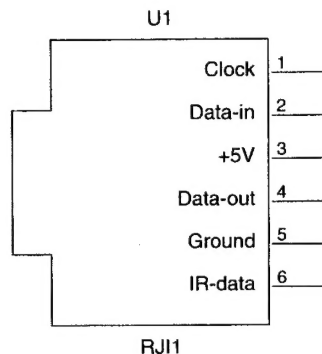 U1
Clock 1
Data-in 2
+5V 3
Data-out 4
Ground 5
IR-data 6
RJI1